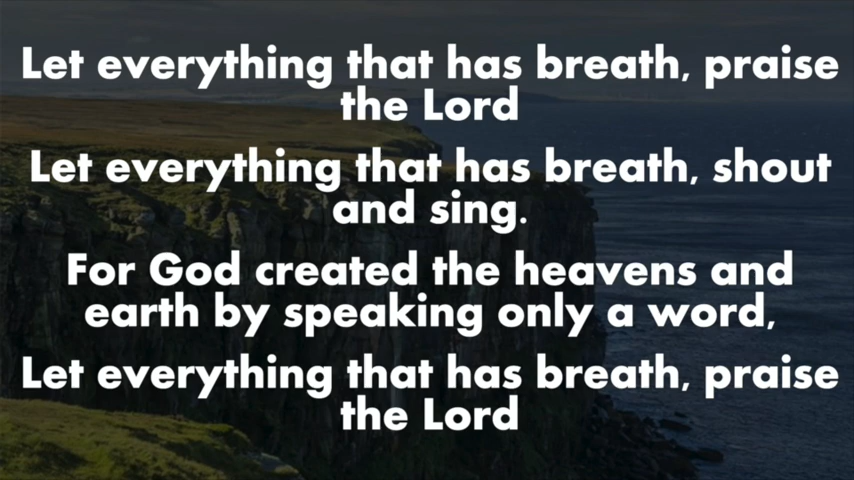 Let everything that has breath, praise
the Lord
Let everything that has breath, shout
and sing.
For God created the heavens and
earth by speaking only a word,
Let everything that has breath, praise
the Lord